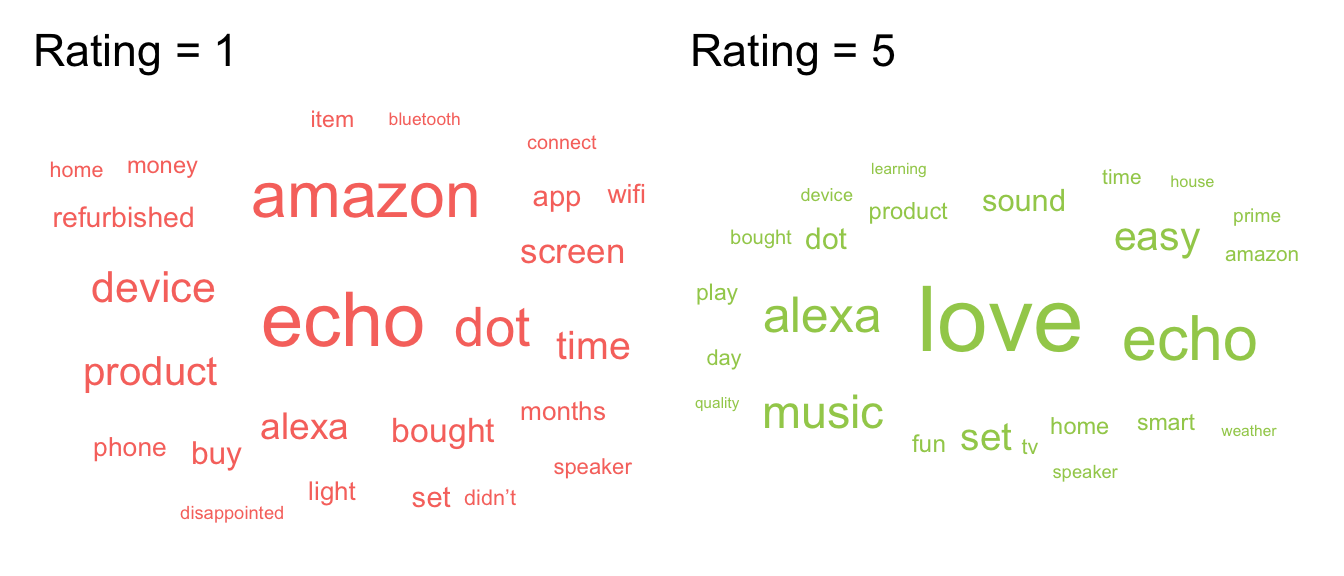 Rating = 1
item
bluetooth
connect
home
money
amazon
app
wifi
refurbished
screen
device
echo
dot
time
product
alexa
bought
months
phone
buy
speaker
light
set
didn’t
disappointed
Rating = 5
learning
time
house
device
product
sound
prime
bought
dot
easy
amazon
play
alexa
love
echo
day
quality
music
fun
set
tv
home
smart
weather
speaker